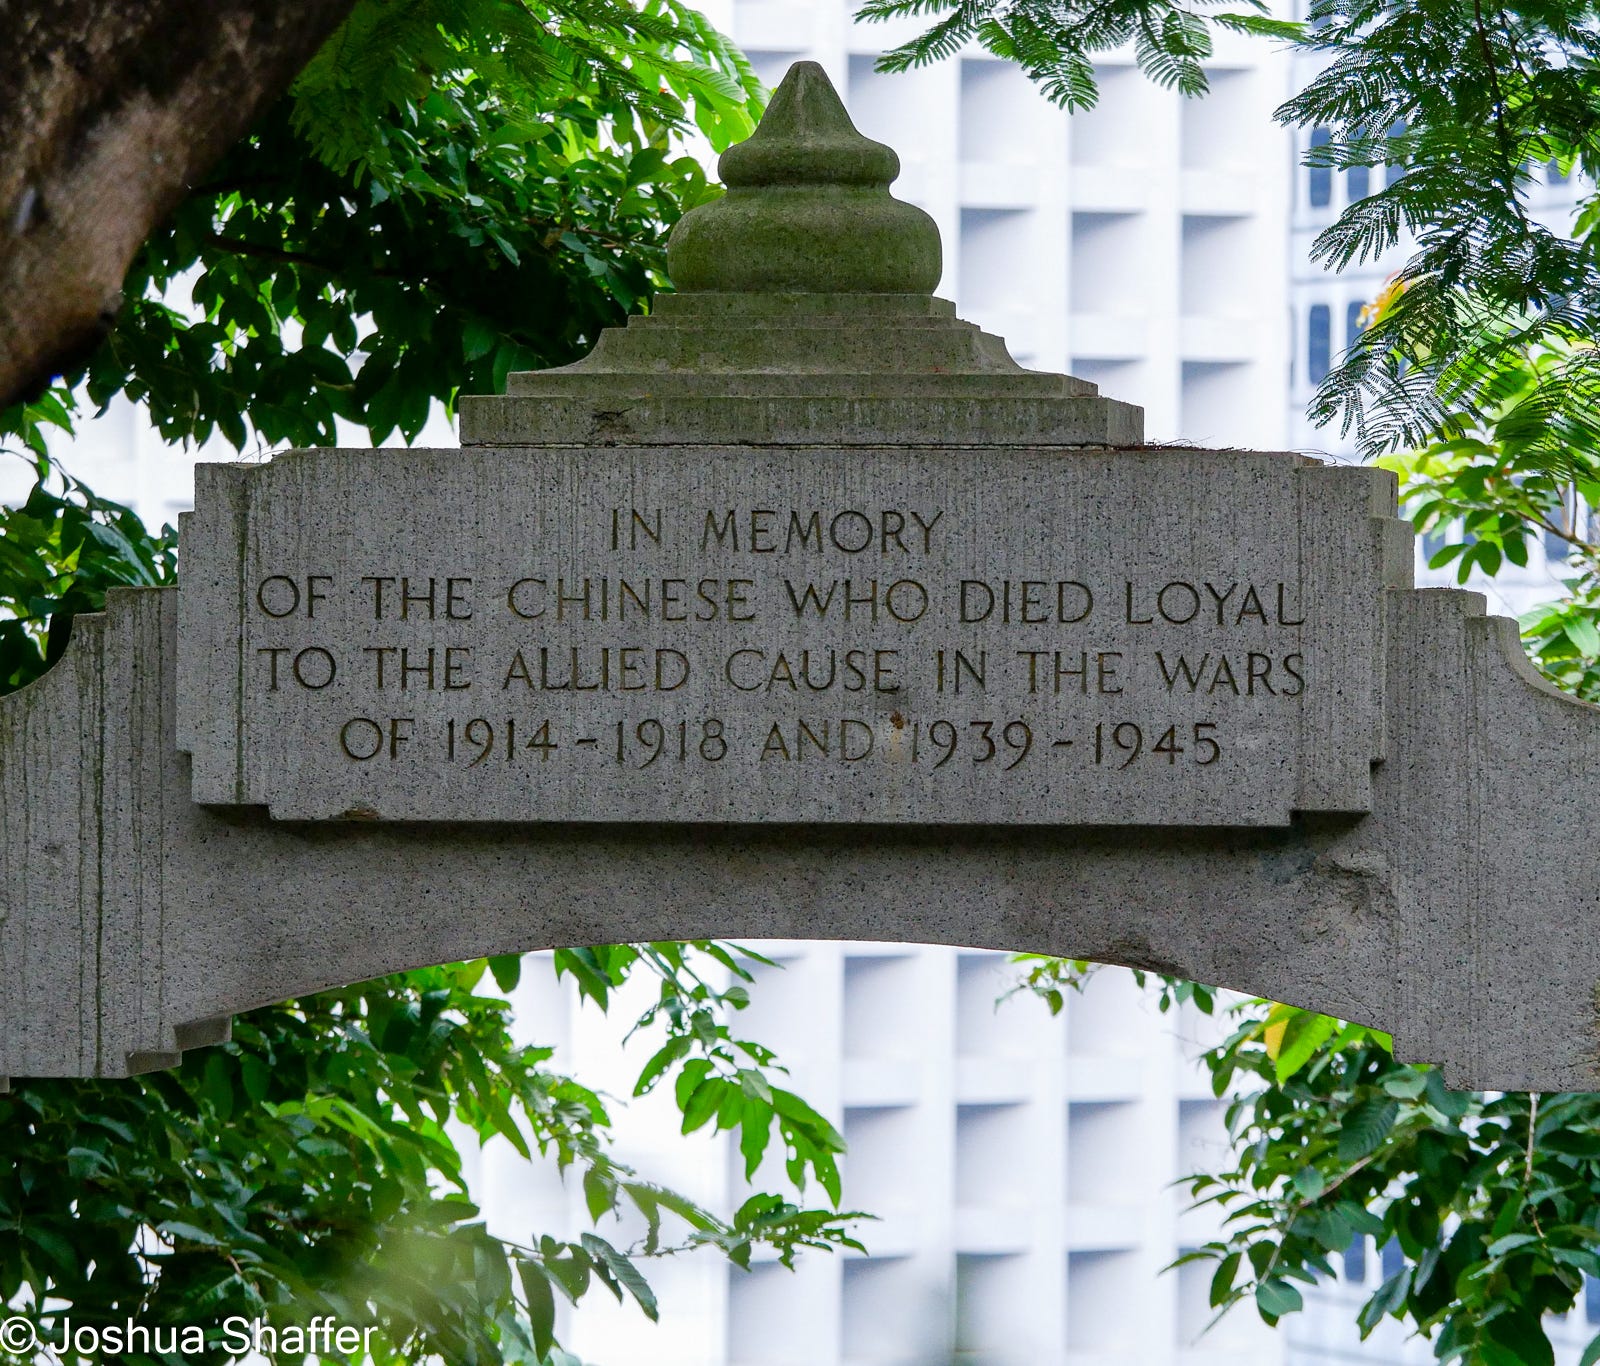 IN MEMORY
OF THE CHINESE WHO DIED LOYAL
TO THE ALLIED CAUSE IN THE WARS
OF 1914-1918 AND 1939-1945
© Joshua Shaffer